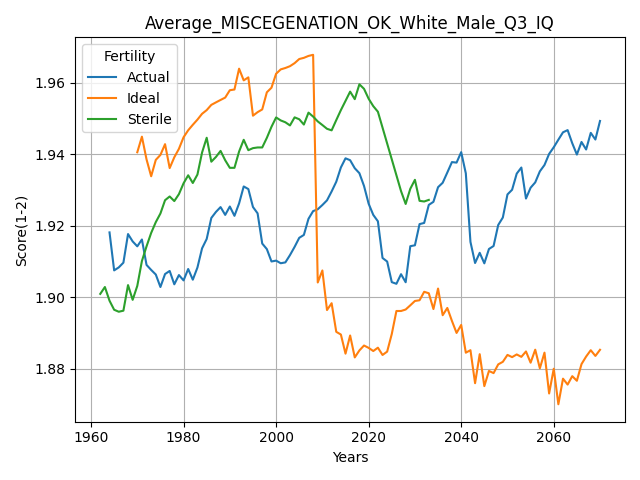 Average_MISCEGENATION_OK_White_Male_Q3_IQ
Fertility
Actual
Ideal
Sterile
1.96
1.94
1.92
1.90
1.88
Score(1-2)
1960
1980
2000
2020
2040
2060
Years